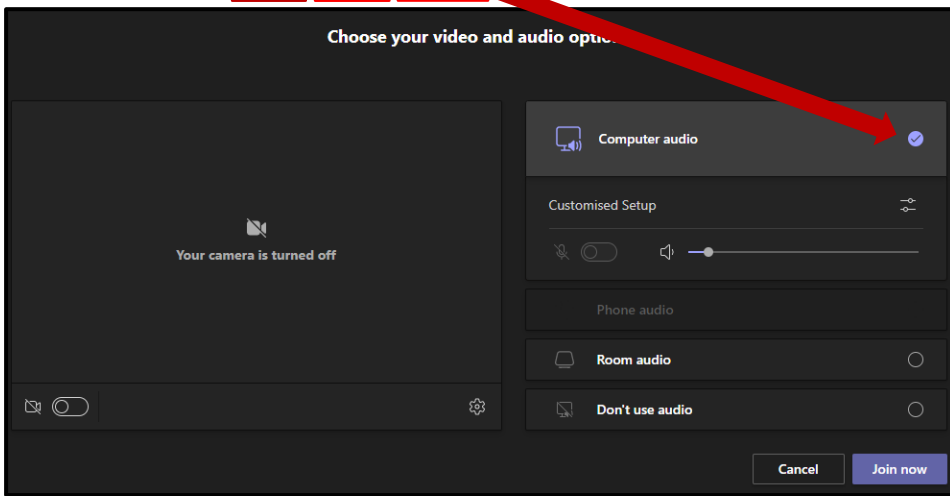 Choose your video and audio optio
Your camera is turned off
Computer audio
Customised Setup
Phone audio
Room audio
Don't use audio
Cancel
Join now